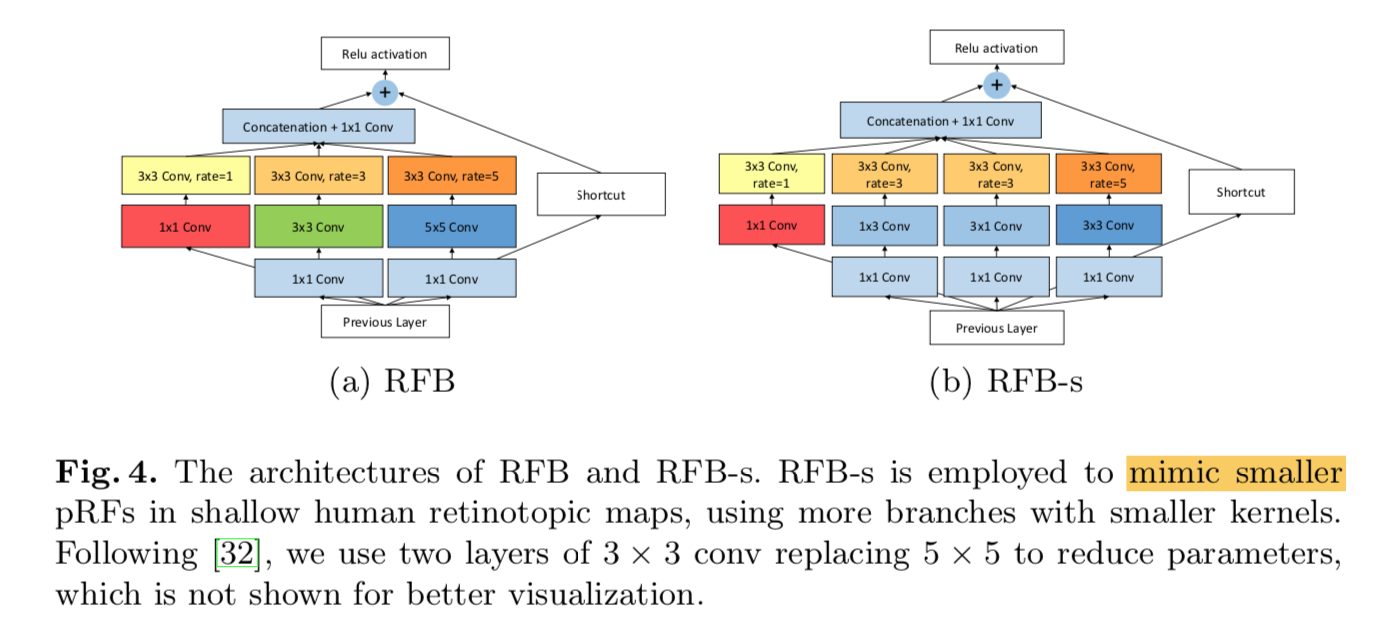 Relu activation
+
Concatenation + 1x1 Conv
3x3 Conv, rate=1
3x3 Conv, rate=3
3x3 Conv, rate=5
Shortcut
1x1 Conv
3x3 Conv
5x5 Conv
1x1 Conv
1x1 Conv
Previous Layer
(a) RFB
Relu activation
+
Concatenation + 1x1 Conv
3x3 Conv,
rate=1
3x3 Conv,
rate=3
3x3 Conv,
rate=3
3x3 Conv,
rate=5
Shortcut
1x1 Conv
1x3 Conv
3x1 Conv
3x3 Conv
1x1 Conv
1x1 Conv
1x1 Conv
Previous Layer
(b) RFB-s
Fig. 4. The architectures of RFB and RFB-s. RFB-s is employed to mimic smaller
pRFs in shallow human retinotopic maps, using more branches with smaller kernels.
Following [32], we use two layers of 3 × 3 conv replacing 5 × 5 to reduce parameters,
which is not shown for better visualization.